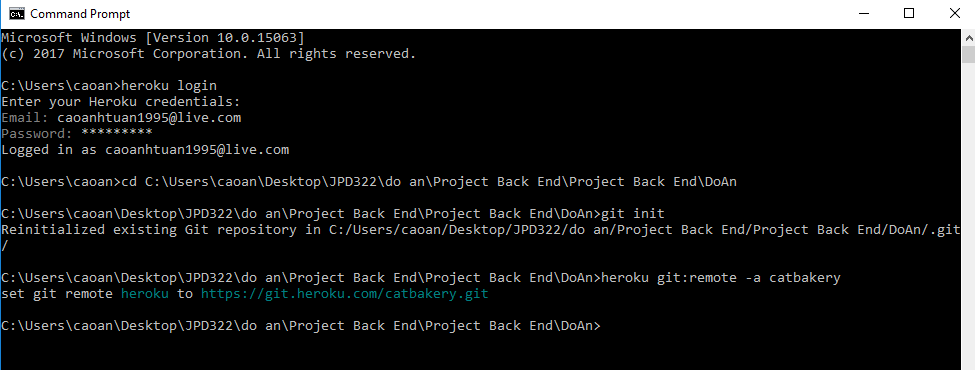 Command Prompt
Microsoft Windows [Version 10.0.15063]
(c) 2017 Microsoft Corporation. All rights reserved.
C:\Users\caoan>heroku login
Enter your Heroku credentials:
Email: caoanhtuan1995@live.com
Password: *********
Logged in as caoanhtuan1995@live.com
C:\Users\caoan>cd C:\Users\caoan\Desktop\JPD322\do an\Project Back End\Project Back End\DoAn
C:\Users\caoan\Desktop\JPD322\do an\Project Back End\Project Back End\DoAn>git init
Reinitialized existing Git repository in C:/Users/caoan/Desktop/JPD322/do an/Project Back End/Project Back End/DoAn/.git
/
C:\Users\caoan\Desktop\JPD322\do an\Project Back End\Project Back End\DoAn>heroku git:remote -a catbakery
set git remote heroku to https://git.heroku.com/catbakery.git
C:\Users\caoan\Desktop\JPD322\do an\Project Back End\Project Back End\DoAn>